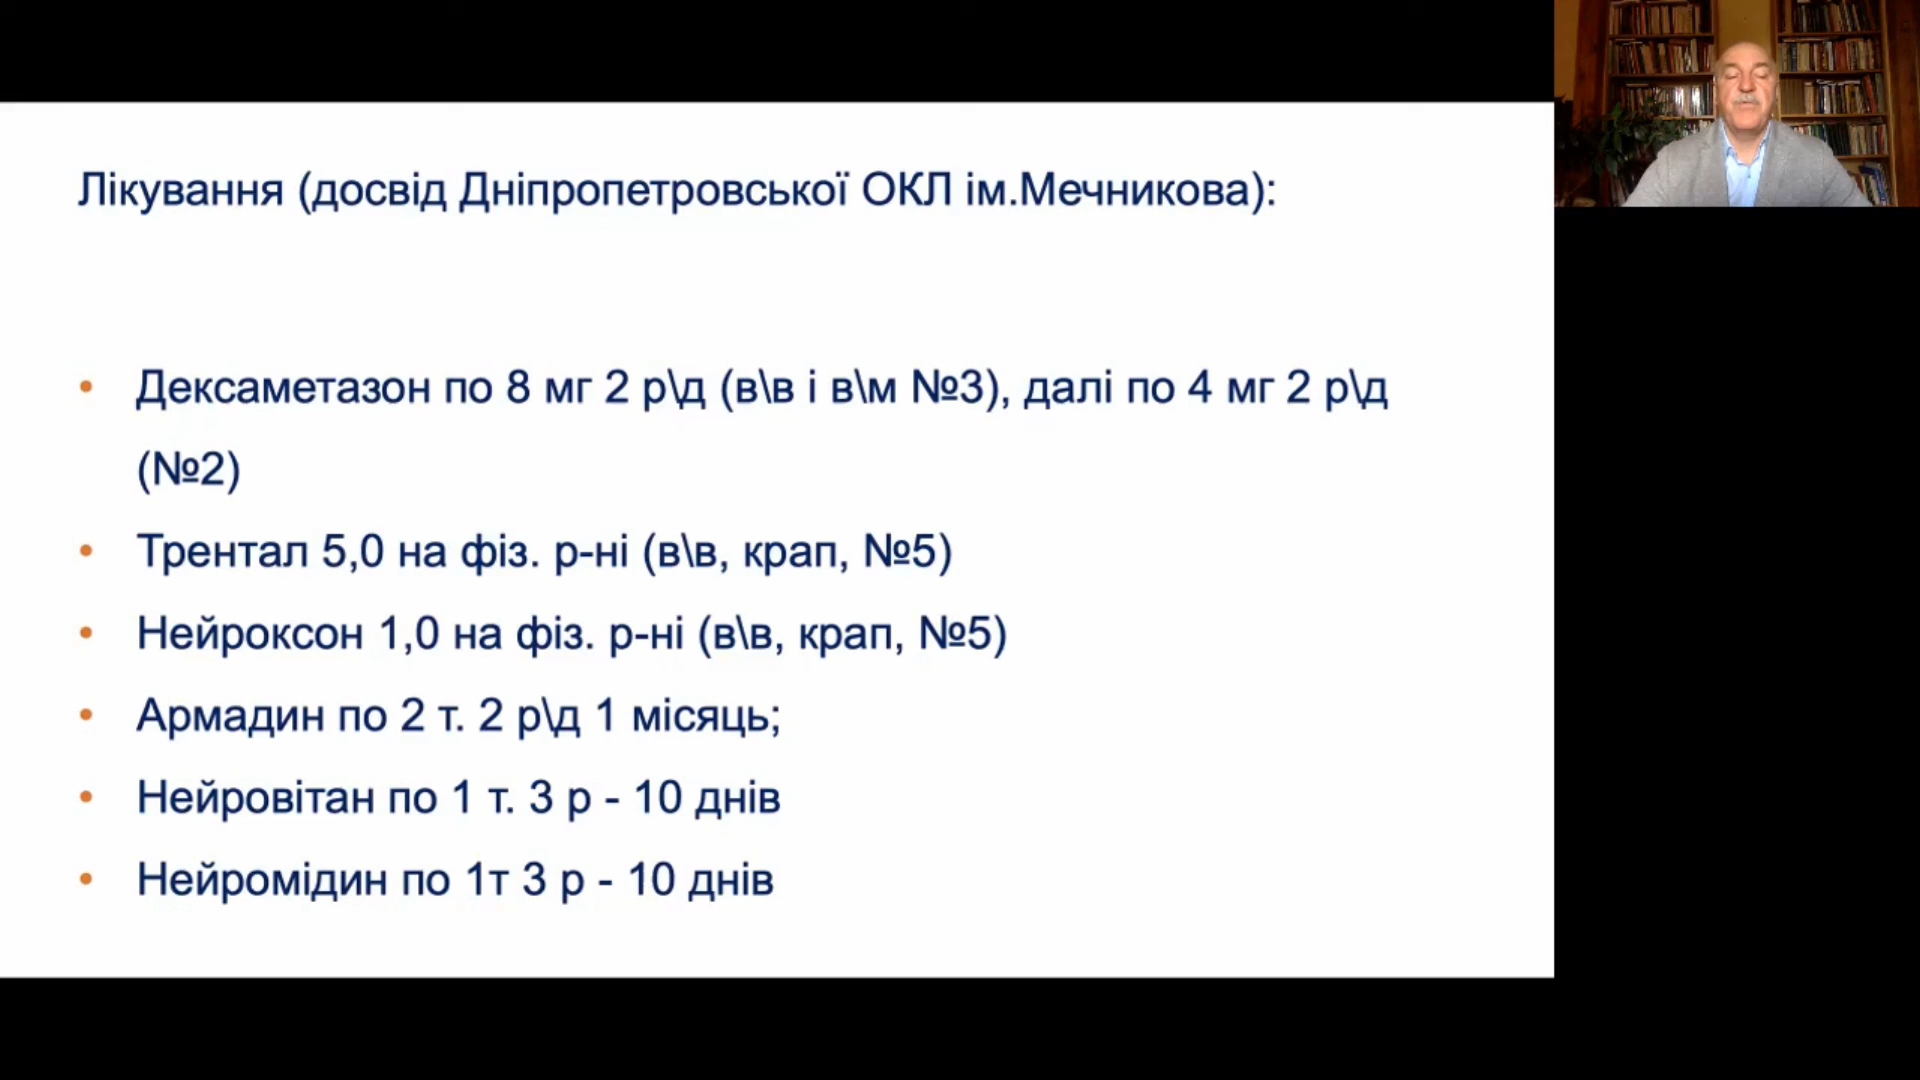 Лікування (досвід Дніпропетровської ОКЛ ім.Мечникова):
• Дексаметазон по 8 мг 2 р\д (в\в і в\м №3), далі по 4 мг 2 р\д
(№2)
• Трентал 5,0 на фіз. р-ні (в\в, крап, №5)
• Нейроксон 1,0 на фіз. р-ні (в\в, крап, №5)
• Армадин по 2 т. 2 р\д 1 місяць;
• Нейровітан по 1 т. 3 р - 10 днів
• Нейромідин по 1т 3 р - 10 днів